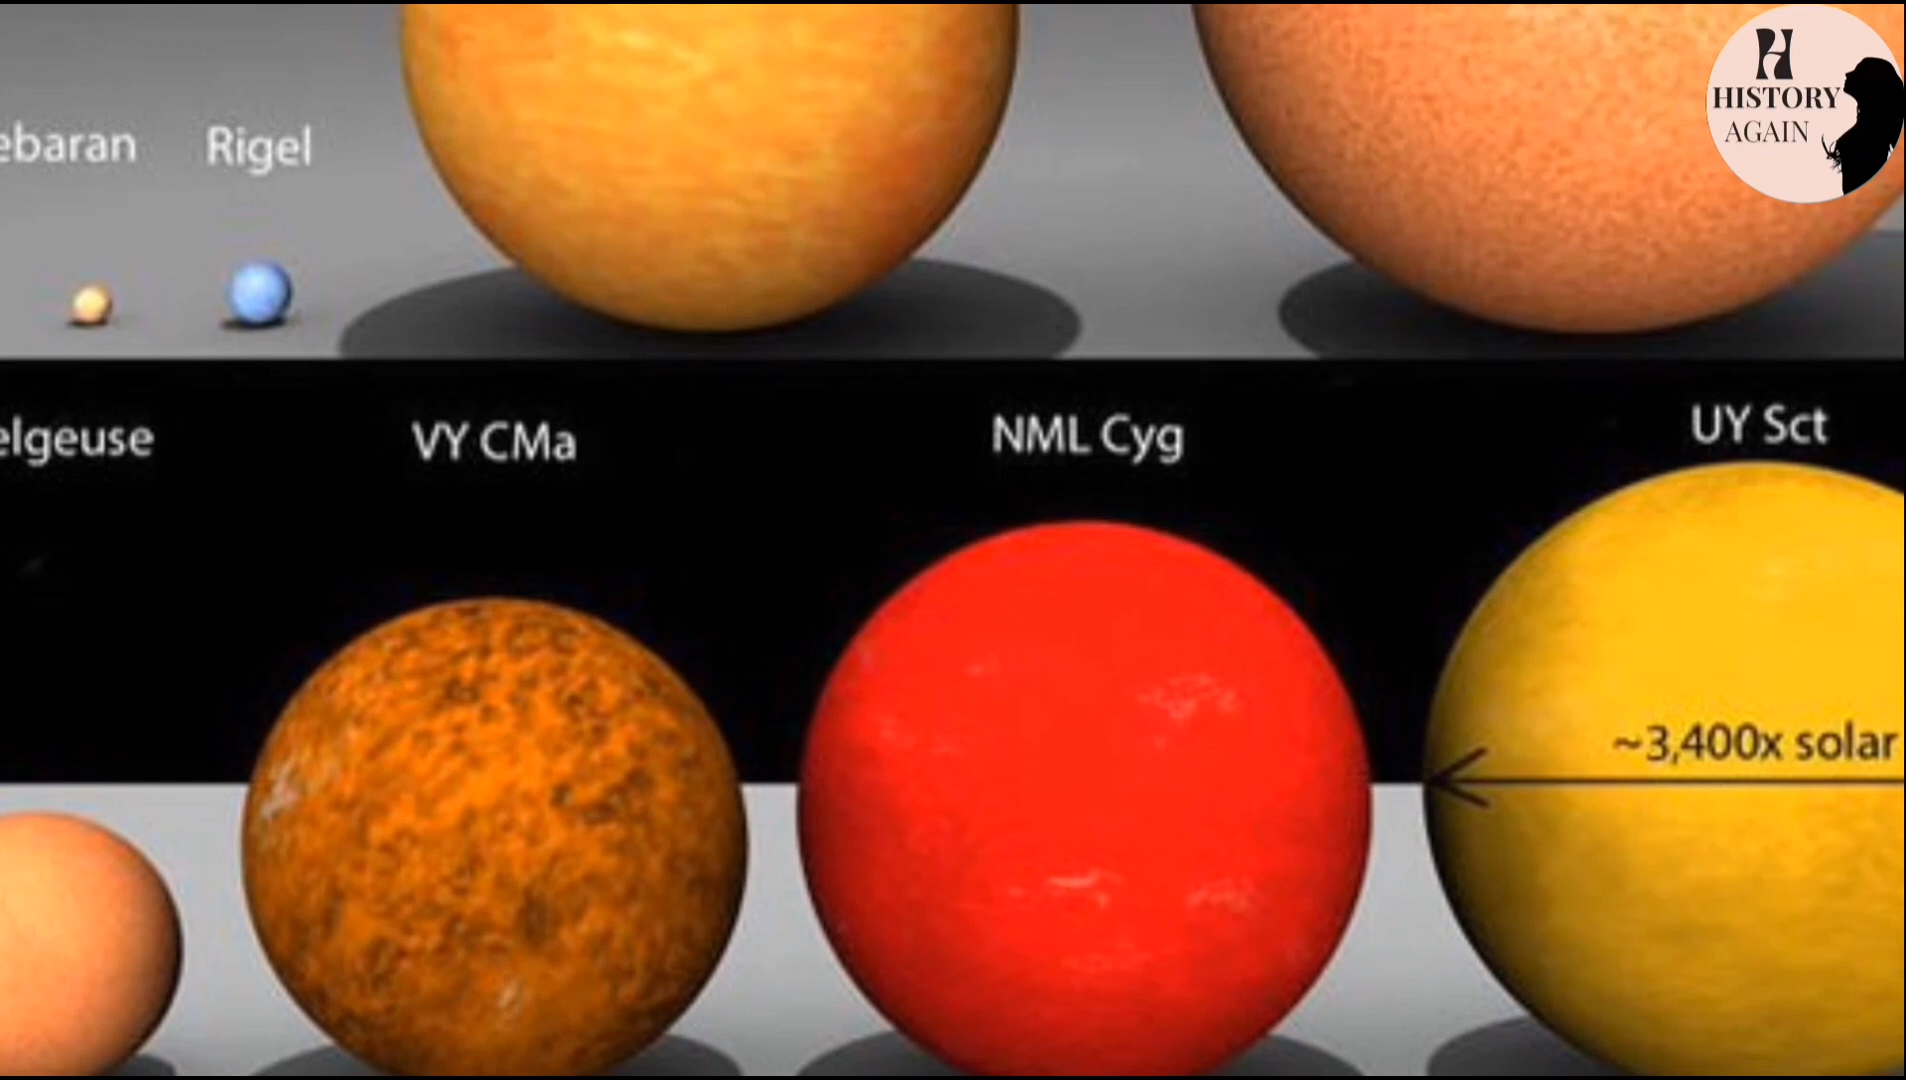 H
HISTORY
AGAIN
ebaran
Rigel
elgeuse
VY CMa
NML Cyg
UY Sct
~3,400x solar